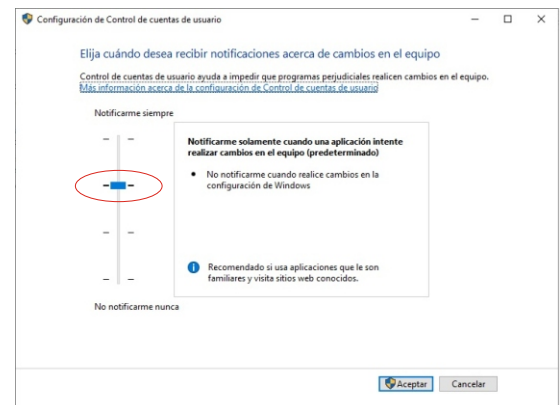 Configuración de Control de cuentas de usuario
Elija cuándo desea recibir notificaciones acerca de cambios en el equipo
Control de cuentas de usuario ayuda a impedir que programas perjudiciales realicen cambios en el equipo.
Más información acerca de la configuración de Control de cuentas de usuario
Notificarme siempre
Notificarme solamente cuando una aplicación intente
realizar cambios en el equipo (predeterminado)
• No notificarme cuando realice cambios en la
configuración de Windows
Recomendado si usa aplicaciones que le son
familiares y visita sitios web conocidos.
No notificarme nunca
Aceptar
Cancelar